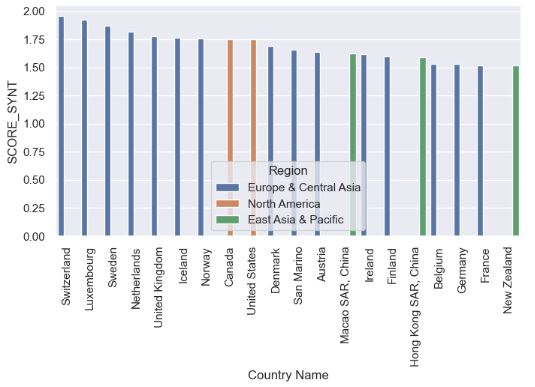 2.00
1.75
1.50
1.25
1.00
0.75
0.50
0.25
0.00
SCORE_SYNT
Region
Europe & Central Asia
North America
East Asia & Pacific
Switzerland
Luxembourg
Sweden
Netherlands
United Kingdom
Iceland
Norway
Canada
United States
Denmark
San Marino
Austria
Macao SAR, China
Ireland
Finland
Hong Kong SAR, China
Belgium
Germany
France
New Zealand
Country Name